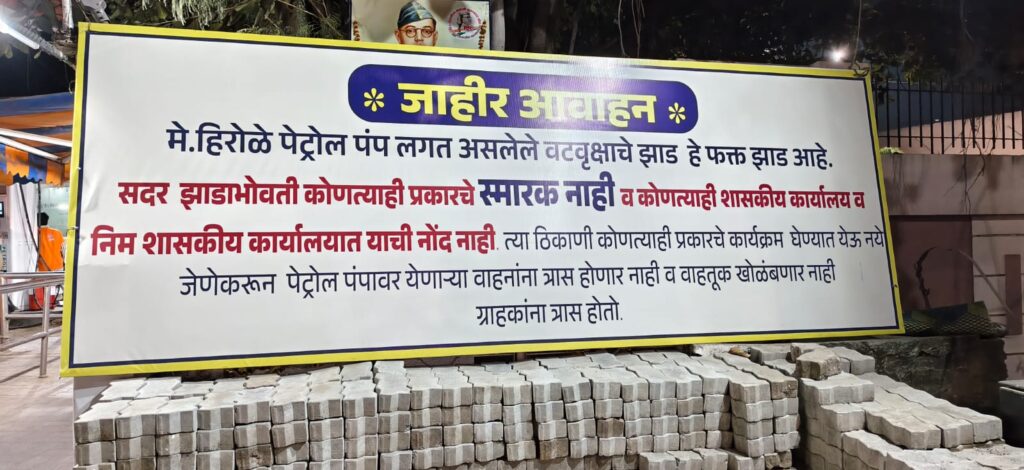 * जाहीर आवाहन *
मे.हिरोळे पेट्रोल पंप लगत असलेले वटवृक्षाचे झाड हे फक्त झाड आहे.
सदर झाडाभोवती कोणत्याही प्रकारचे स्मारक नाही व कोणत्याही शासकीय कार्यालय व
निम शासकीय कार्यालयात याची नोंद नाही. त्या ठिकाणी कोणत्याही प्रकारचे कार्यक्रम घेण्यात येऊ नये
जेणेकरून पेट्रोल पंपावर येणाऱ्या वाहनांना त्रास होणार नाही व वाहतूक खोळंबणार नाही
ग्राहकांना त्रास होतो.